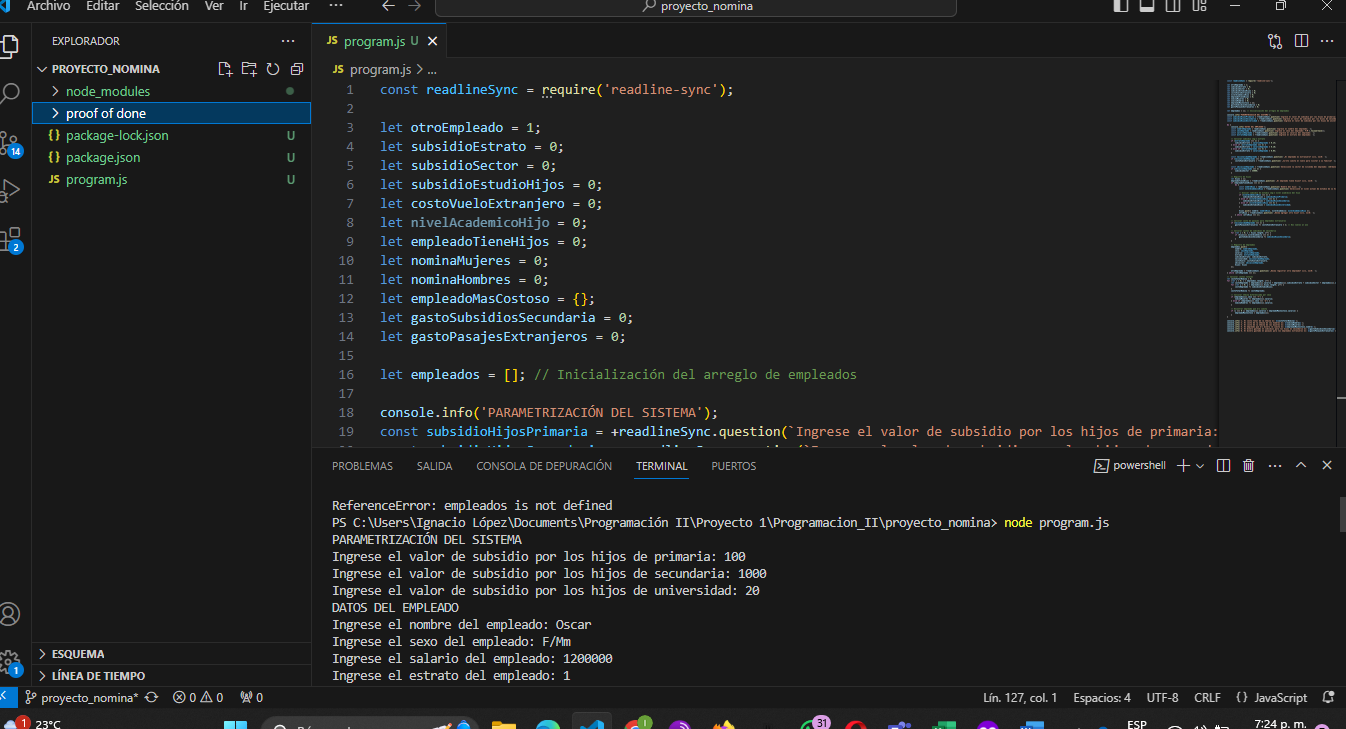 Archivo Editar Selección Ver Ir Ejecutar ··· proyecto_nomina
EXPLORADOR ···
PROYECTO_NOMINA
node_modules
proof of done
{} package-lock.json U
{} package.json U
JS program.js U
14
2
1
JS program.js U
JS program.js > ...
1 const readlineSync = require('readline-sync');
2
3 let otroEmpleado = 1;
4 let subsidioEstrato = 0;
5 let subsidioSector = 0;
6 let subsidioEstudioHijos = 0;
7 let costoVueloExtranjero = 0;
8 let nivelAcademicoHijo = 0;
9 let empleadoTieneHijos = 0;
10 let nominaMujeres = 0;
11 let nominaHombres = 0;
12 let empleadoMasCostoso = {};
13 let gastoSubsidiosSecundaria = 0;
14 let gastoPasajesExtranjeros = 0;
15
16 let empleados = []; // Inicialización del arreglo de empleados
17
18 console.info('PARAMETRIZACIÓN DEL SISTEMA');
19 const subsidioHijosPrimaria = +readlineSync.question(`Ingrese el valor de subsidio por los hijos de primaria:
PROBLEMAS SALIDA CONSOLA DE DEPURACIÓN TERMINAL PUERTOS powershell
ReferenceError: empleados is not defined
PS C:\Users\Ignacio López\Documents\Programación II\Proyecto 1\Programacion_II\proyecto_nomina> node program.js
PARAMETRIZACIÓN DEL SISTEMA
Ingrese el valor de subsidio por los hijos de primaria: 100
Ingrese el valor de subsidio por los hijos de secundaria: 1000
Ingrese el valor de subsidio por los hijos de universidad: 20
DATOS DEL EMPLEADO
Ingrese el nombre del empleado: Oscar
Ingrese el sexo del empleado: F/Mm
Ingrese el salario del empleado: 1200000
Ingrese el estrato del empleado: 1
ESQUEMA
LÍNEA DE TIEMPO
proyecto_nomina* 0 0 0 Lín. 127, col. 1 Espacios: 4 UTF-8 CRLF {} JavaScript
1 23°C 31 ESP 7:24 p. m.